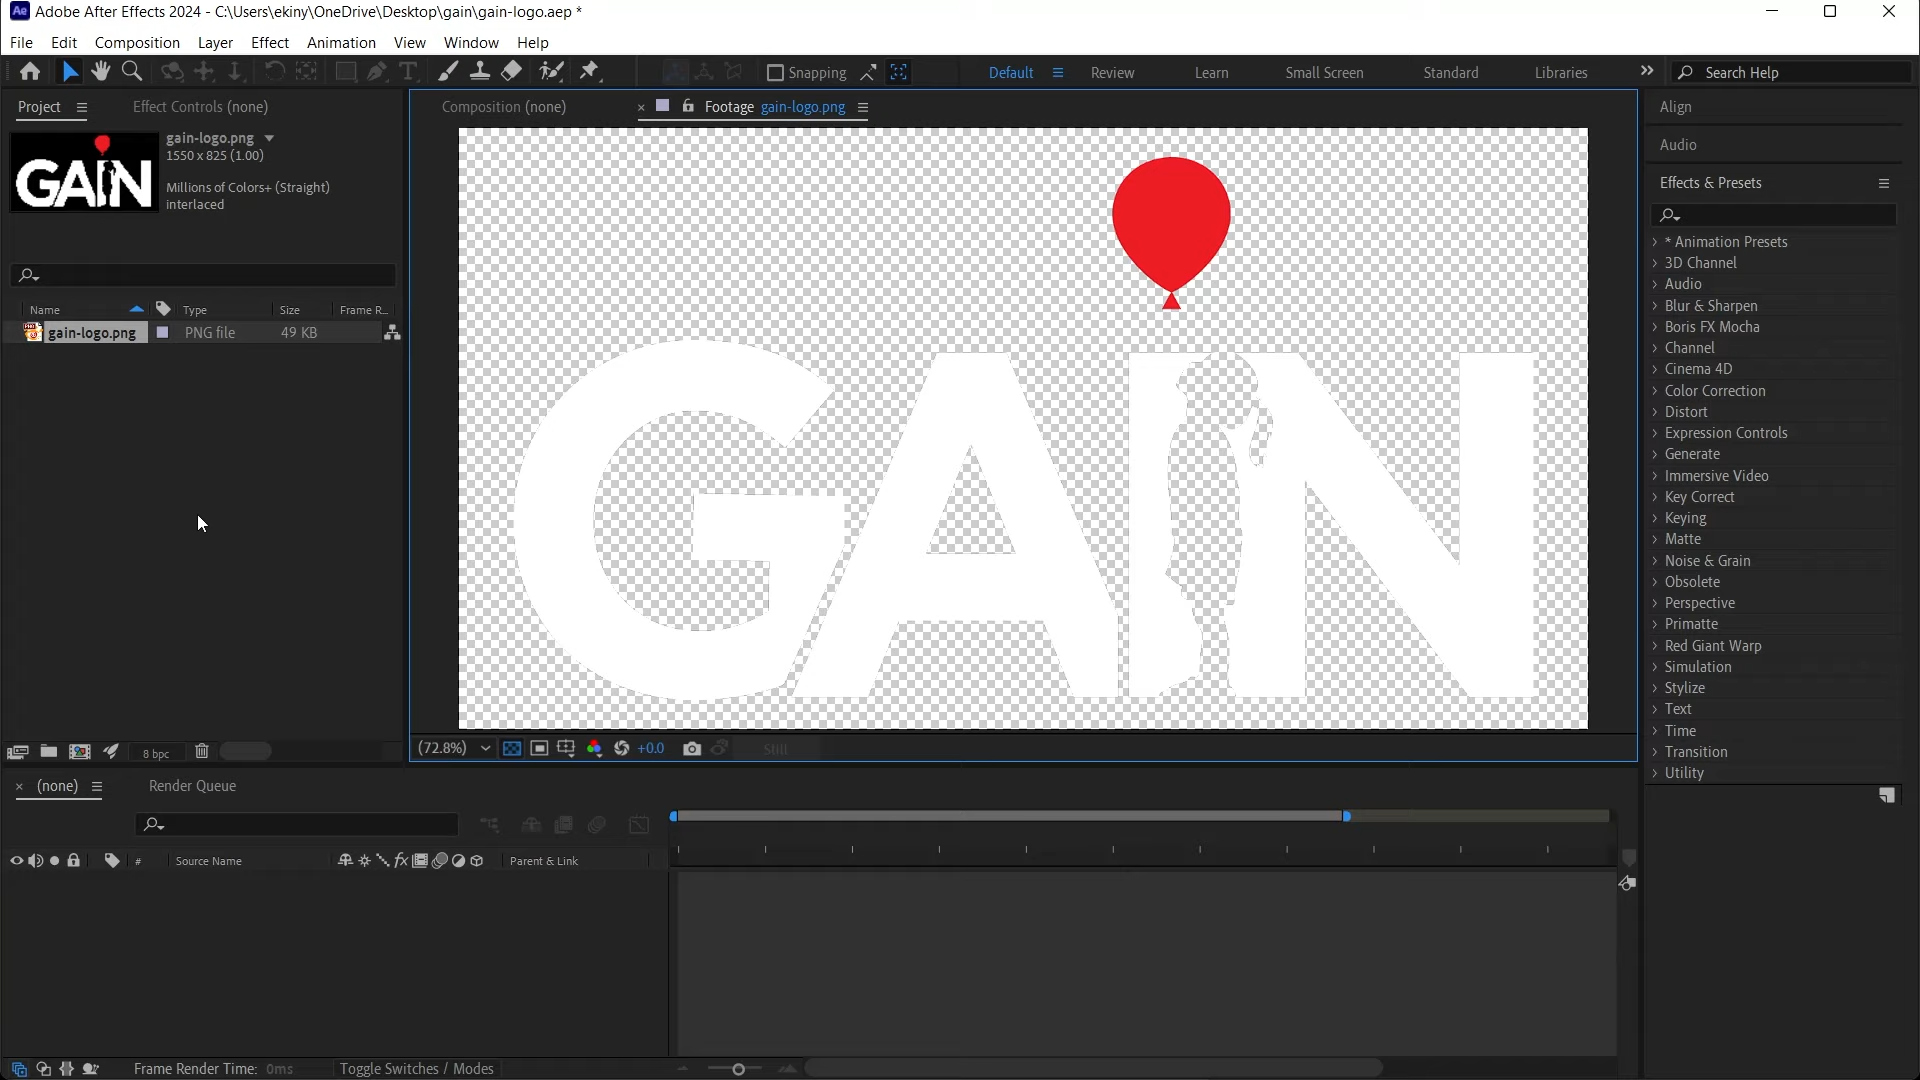 Adobe After Effects 2024 - C:\Users\ekiny\OneDrive\Desktop\gain\gain-logo.aep *
File Edit Composition Layer Effect Animation View Window Help
Snapping Default Review Learn Small Screen Standard Libraries Search Help
Project Effect Controls (none)
Composition (none) Footage gain-logo.png
gain-logo.png
1550 x 825 (1.00)
Millions of Colors+ (Straight)
interlaced
GAIN
Name Type Size Frame R...
gain-logo.png PNG file 49 KB
8 bpc
GAIN
(72.8%) +0.0 Still
Align
Audio
Effects & Presets
* Animation Presets
3D Channel
Audio
Blur & Sharpen
Boris FX Mocha
Channel
Cinema 4D
Color Correction
Distort
Expression Controls
Generate
Immersive Video
Key Correct
Keying
Matte
Noise & Grain
Obsolete
Perspective
Primatte
Red Giant Warp
Simulation
Stylize
Text
Time
Transition
Utility
(none) Render Queue
# Source Name fx Parent & Link
Frame Render Time: 0ms Toggle Switches / Modes